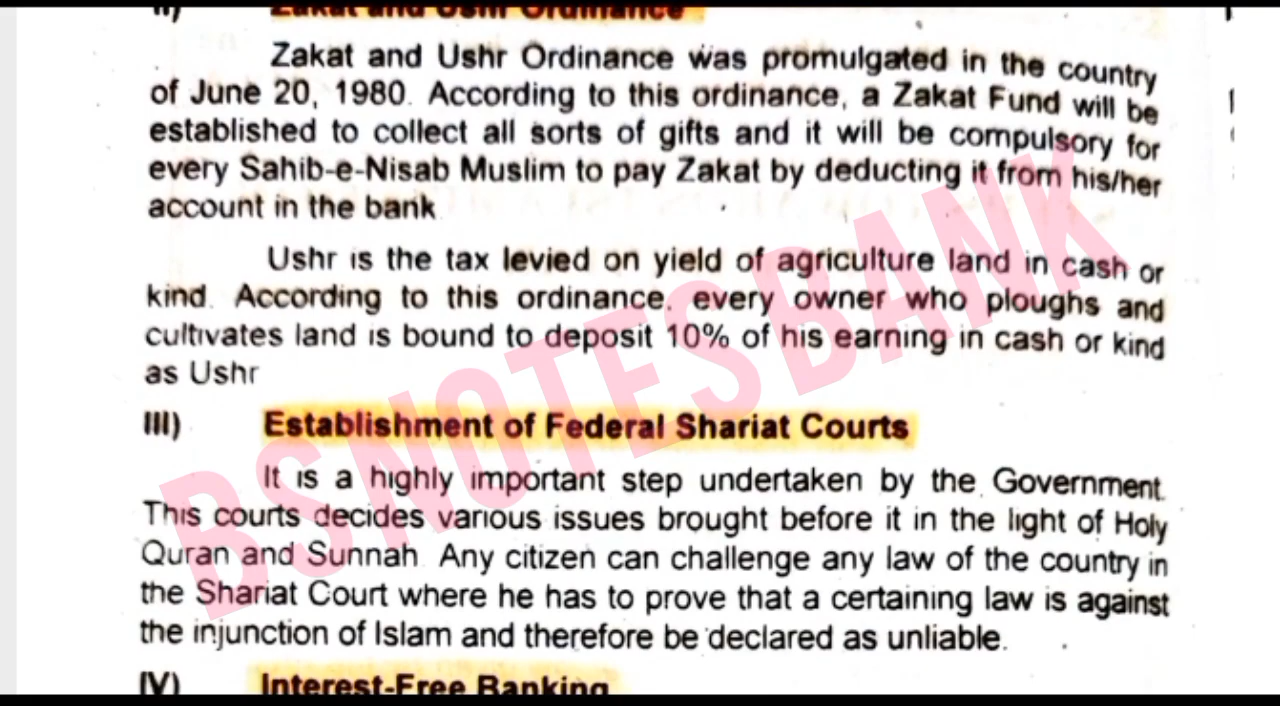 II) Zakat and Ushr Ordinance
Zakat and Ushr Ordinance was promulgated in the country
of June 20, 1980. According to this ordinance, a Zakat Fund will be
established to collect all sorts of gifts and it will be compulsory for
every Sahib-e-Nisab Muslim to pay Zakat by deducting it from his/her
account in the bank
Ushr is the tax levied on yield of agriculture land in cash or
kind. According to this ordinance, every owner who ploughs and
cultivates land is bound to deposit 10% of his earning in cash or kind
as Ushr
III) Establishment of Federal Shariat Courts
It is a highly important step undertaken by the Government.
This courts decides various issues brought before it in the light of Holy
Quran and Sunnah. Any citizen can challenge any law of the country in
the Shariat Court where he has to prove that a certaining law is against
the injunction of Islam and therefore be declared as unliable.
IV) Interest-Free Banking
BSNOTES BANK